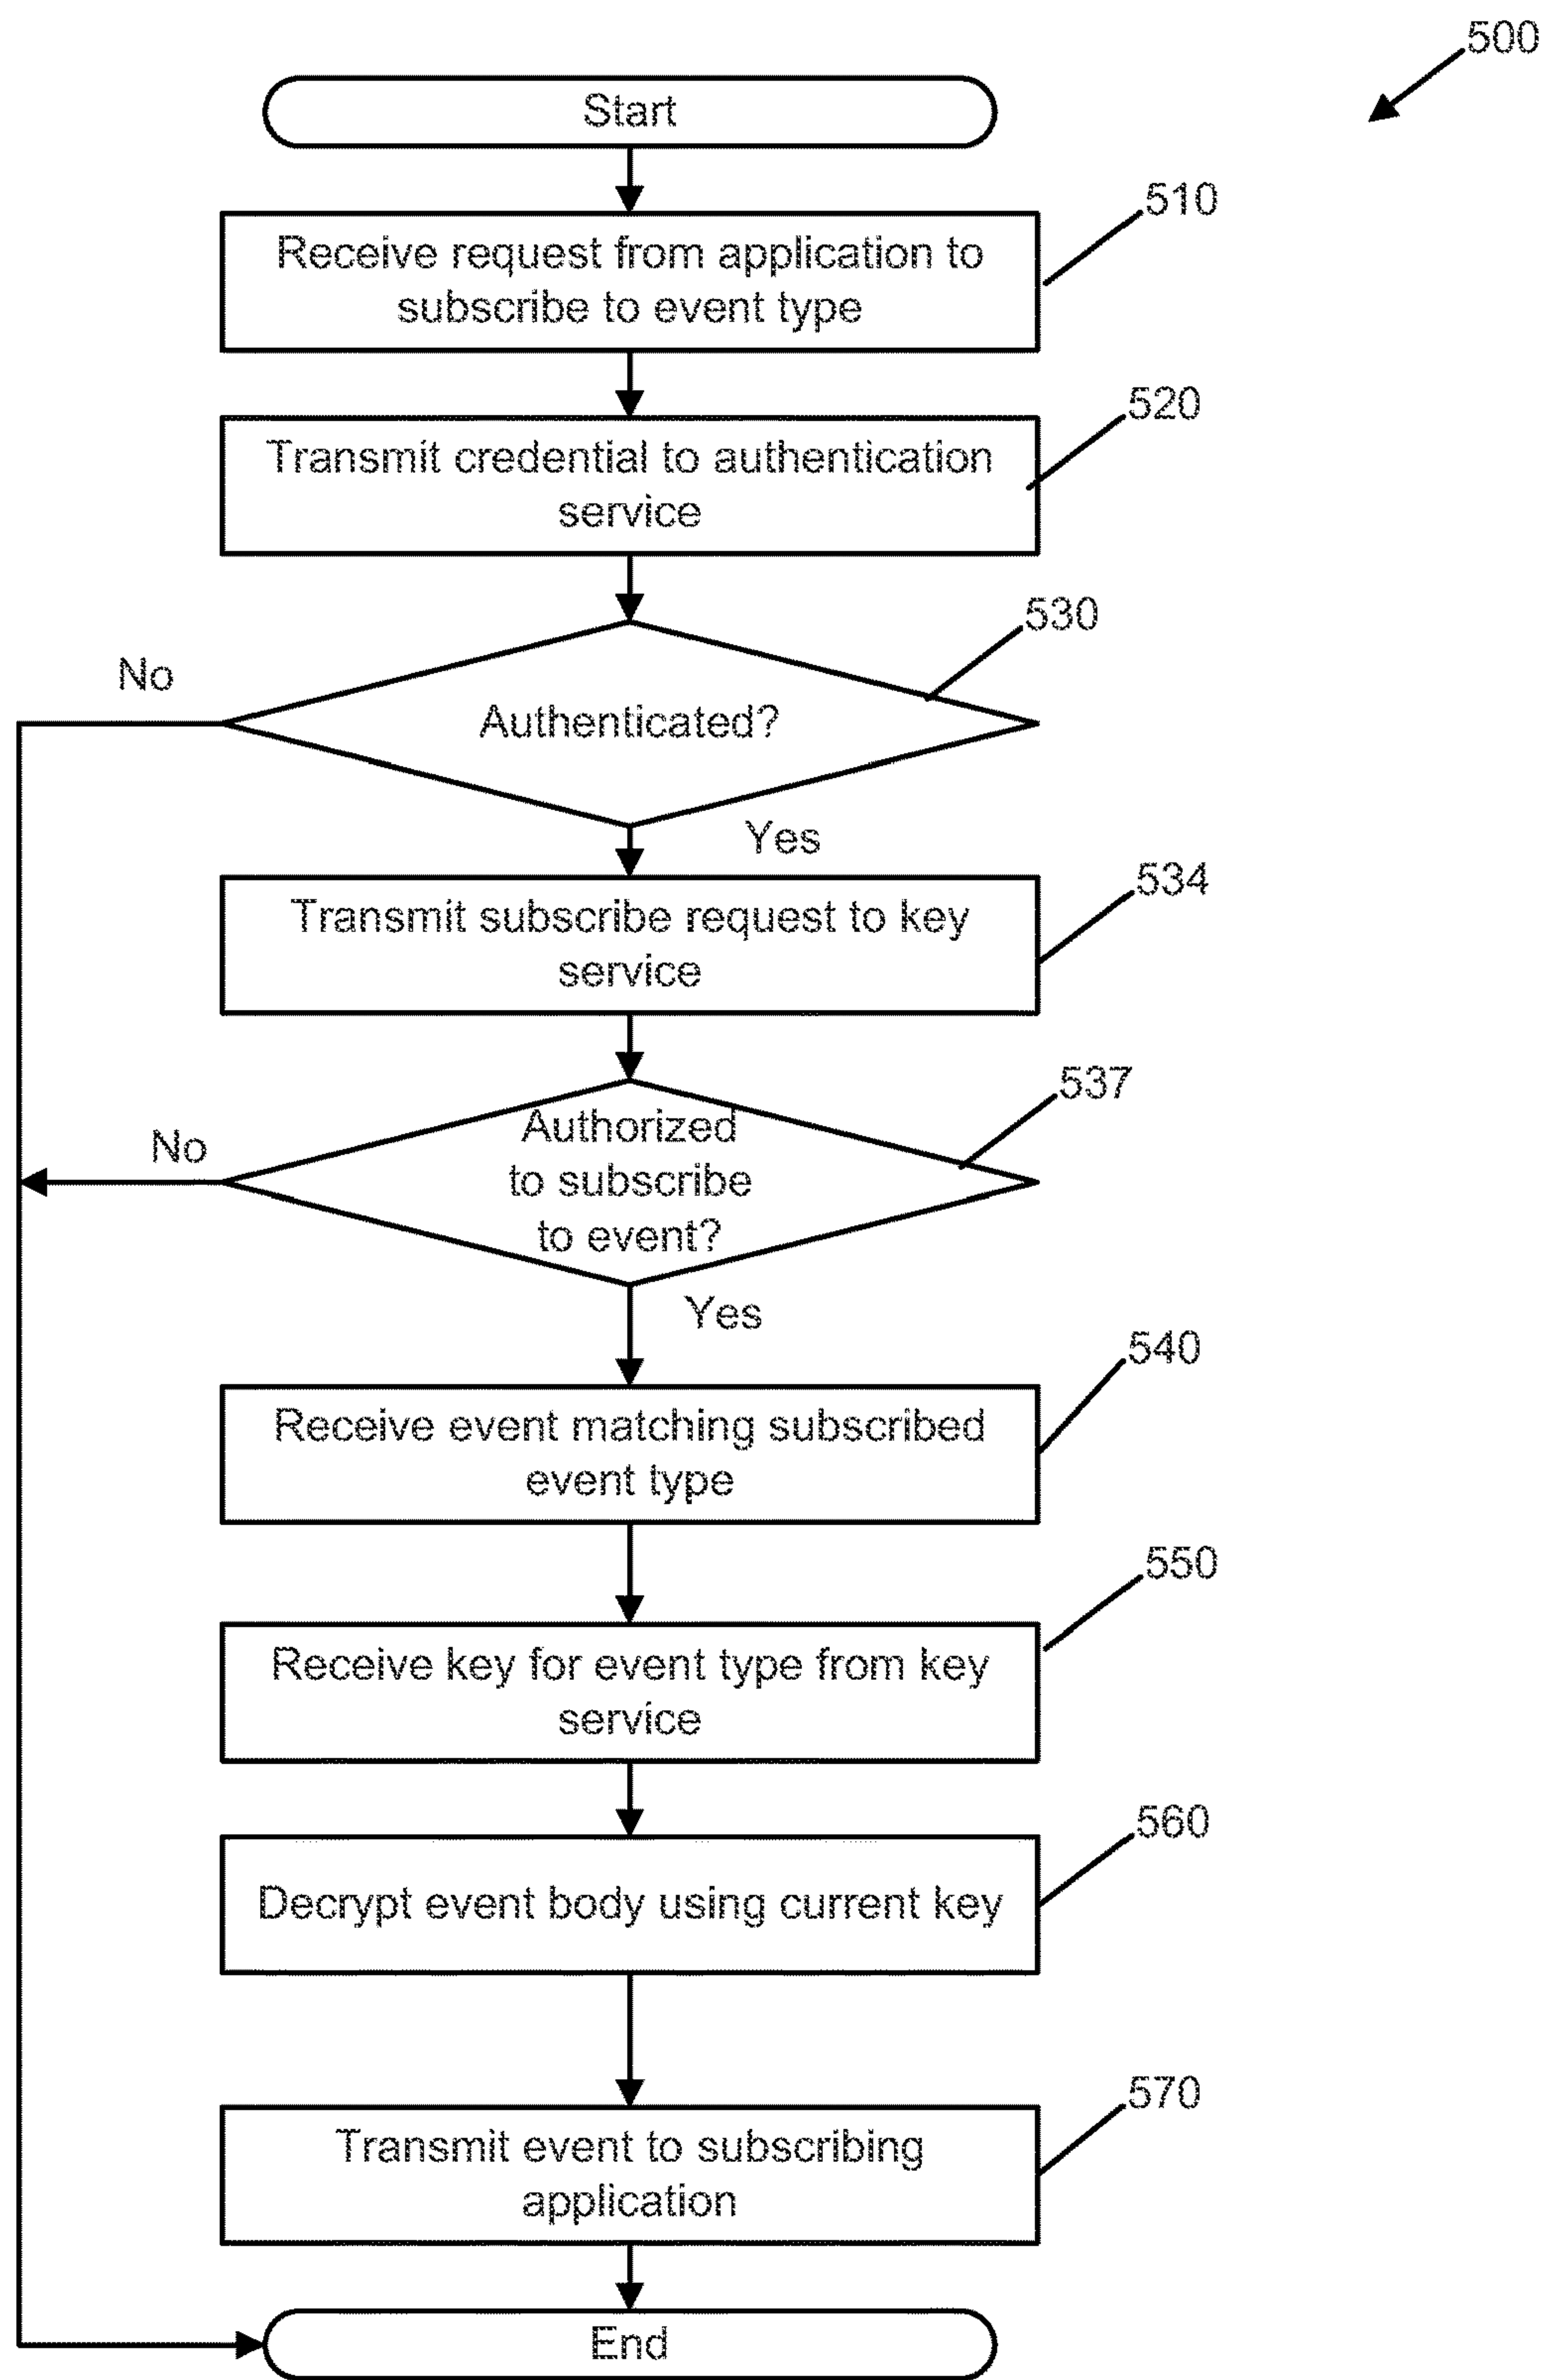 500
Start
510
Receive request from application to
subscribe to event type
520
Transmit credential to authentication
service
530
No
Authenticated?
Yes
534
Transmit subscribe request to key
service
537
No
Authorized
to subscribe
to event?
Yes
540
Receive event matching subscribed
event type
550
Receive key for event type from key
service
560
Decrypt event body using current key
570
Transmit event to subscribing
application
End